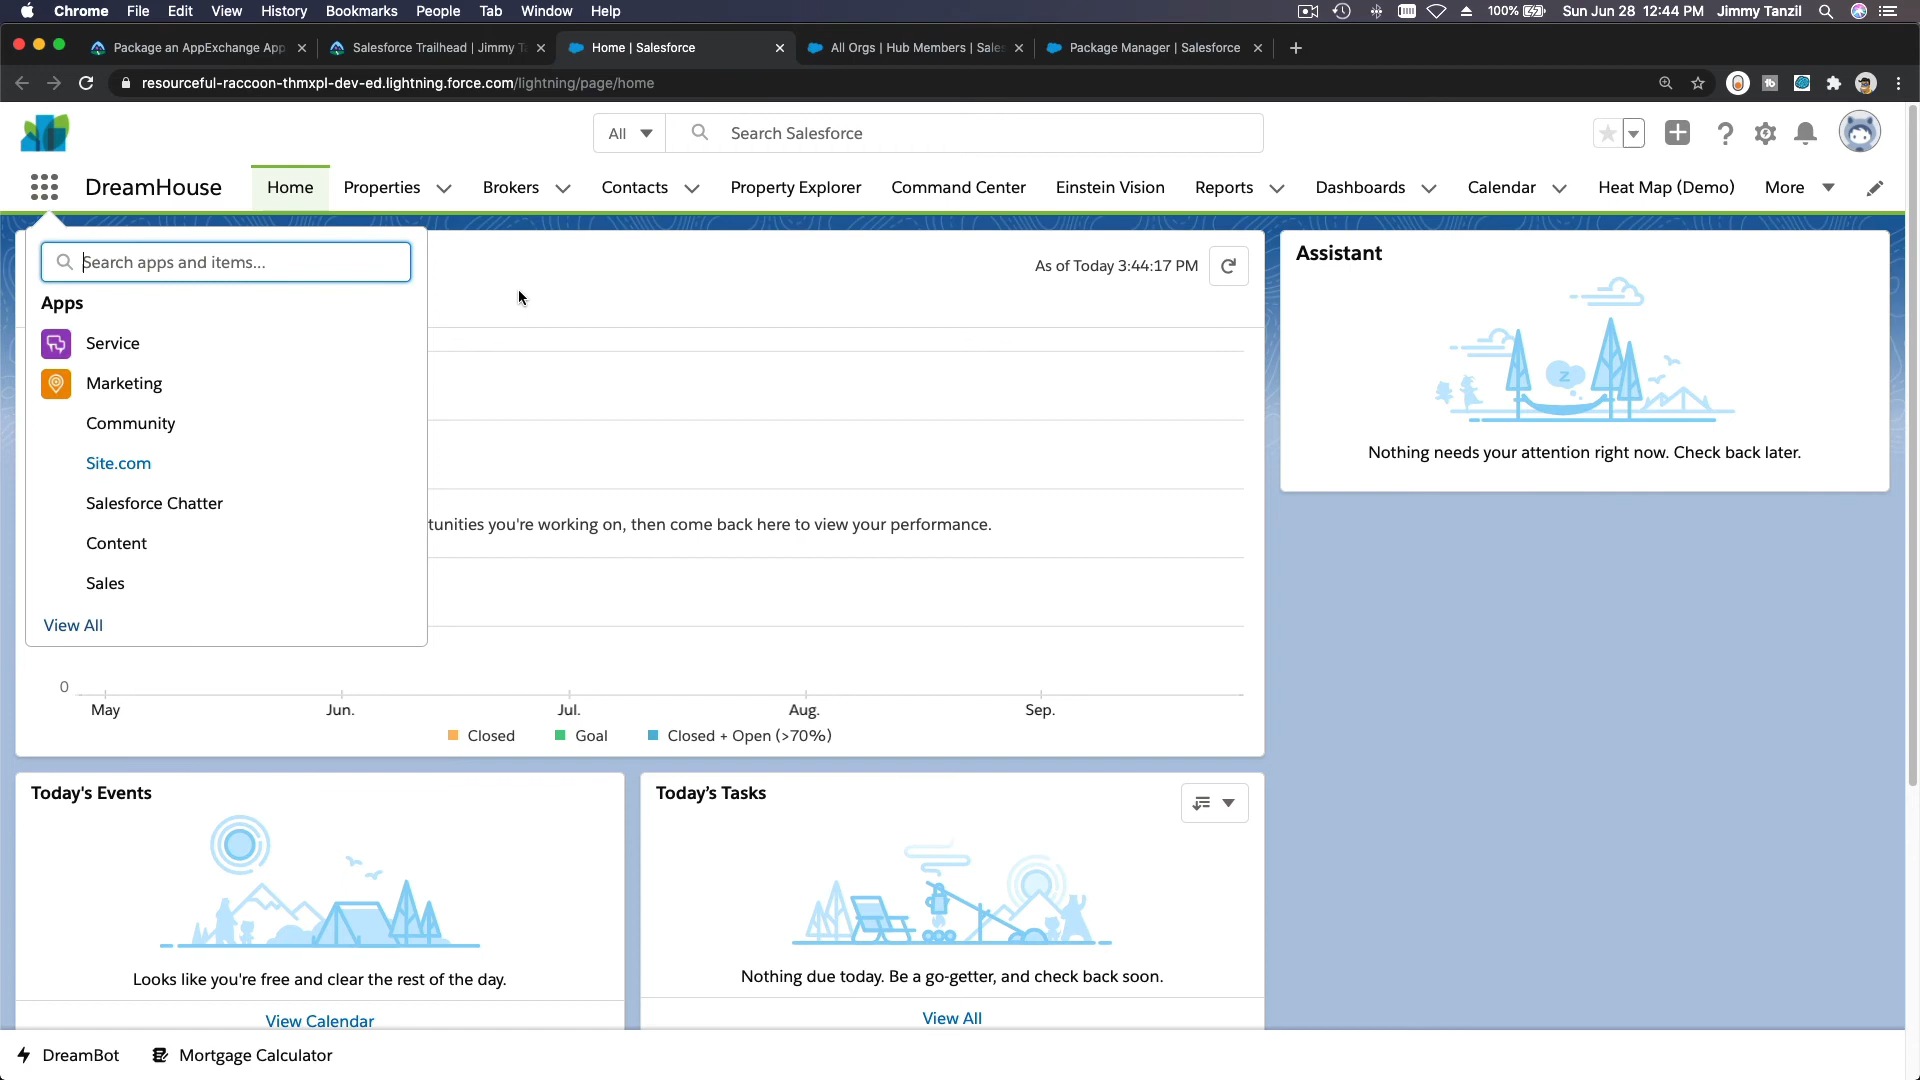 Chrome File Edit View History Bookmarks People Tab Window Help 100% Sun Jun 28 12:44 PM Jimmy Tanzil
Package an AppExchange App Salesforce Trailhead | Jimmy Ta Home | Salesforce All Orgs | Hub Members | Sales Package Manager | Salesforce
resourceful-raccoon-thmxpl-dev-ed.lightning.force.com/lightning/page/home
All Search Salesforce
DreamHouse Home Properties Brokers Contacts Property Explorer Command Center Einstein Vision Reports Dashboards Calendar Heat Map (Demo) More
Search apps and items...
As of Today 3:44:17 PM
Assistant
Apps
Service
Marketing
Community
Site.com
Salesforce Chatter
Content
Sales
View All
Nothing needs your attention right now. Check back later.
tunities you're working on, then come back here to view your performance.
0
May Jun. Jul. Aug. Sep.
Closed Goal Closed + Open (>70%)
Today's Events
Looks like you're free and clear the rest of the day.
View Calendar
Today's Tasks
Nothing due today. Be a go-getter, and check back soon.
View All
DreamBot Mortgage Calculator